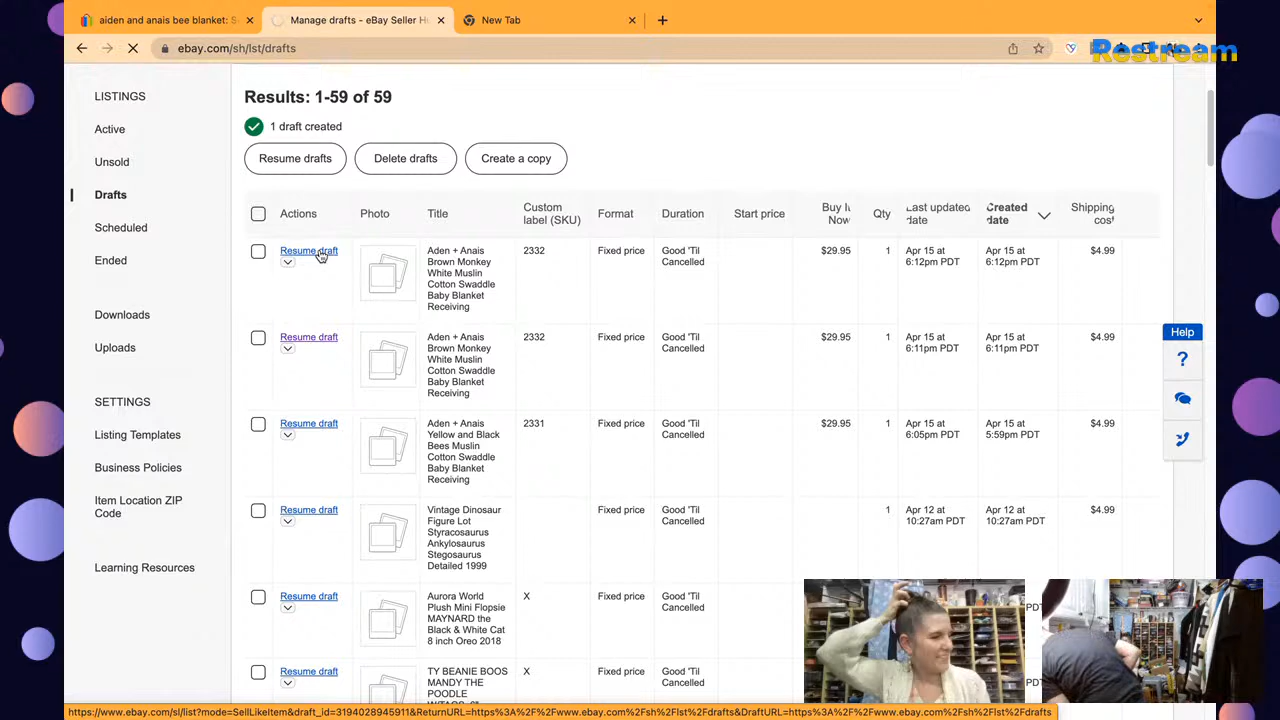 aiden and anais bee blanket: S
Manage drafts - eBay Seller H
New Tab
ebay.com/sh/lst/drafts
Restream
LISTINGS
Active
Unsold
Drafts
Scheduled
Ended
Downloads
Uploads
SETTINGS
Listing Templates
Business Policies
Item Location ZIP
Code
Learning Resources
Results: 1-59 of 59
1 draft created
Resume drafts
Delete drafts
Create a copy
Actions
Photo
Title
Custom
label (SKU)
Format
Duration
Start price
Buy It
Now
Qty
Last updated
date
Created
date
Shipping
cost
Resume draft
Aden + Anais
Brown Monkey
White Muslin
Cotton Swaddle
Baby Blanket
Receiving
2332
Fixed price
Good 'Til
Cancelled
$29.95
1
Apr 15 at
6:12pm PDT
Apr 15 at
6:12pm PDT
$4.99
Resume draft
Aden + Anais
Brown Monkey
White Muslin
Cotton Swaddle
Baby Blanket
Receiving
2332
Fixed price
Good 'Til
Cancelled
$29.95
1
Apr 15 at
6:11pm PDT
Apr 15 at
6:11pm PDT
$4.99
Resume draft
Aden + Anais
Yellow and Black
Bees Muslin
Cotton Swaddle
Baby Blanket
Receiving
2331
Fixed price
Good 'Til
Cancelled
$29.95
1
Apr 15 at
6:05pm PDT
Apr 15 at
5:59pm PDT
$4.99
Resume draft
Vintage Dinosaur
Figure Lot
Styracosaurus
Ankylosaurus
Stegosaurus
Detailed 1999
Fixed price
Good 'Til
Cancelled
1
Apr 12 at
10:27am PDT
Apr 12 at
10:27am PDT
$4.99
Resume draft
Aurora World
Plush Mini Flopsie
MAYNARD the
Black & White Cat
8 inch Oreo 2018
X
Fixed price
Good 'Til
Cancelled
Resume draft
TY BEANIE BOOS
MANDY THE
POODLE
X
Fixed price
Good 'Til
Cancelled
Help
?
https://www.ebay.com/sl/list?mode=SellLikeItem&draft_id=3194028945911&ReturnURL=https%3A%2F%2Fwww.ebay.com%2Fsh%2Flst%2Fdrafts&DraftURL=https%3A%2F%2Fwww.ebay.com%2Fsh%2Flst%2Fdrafts